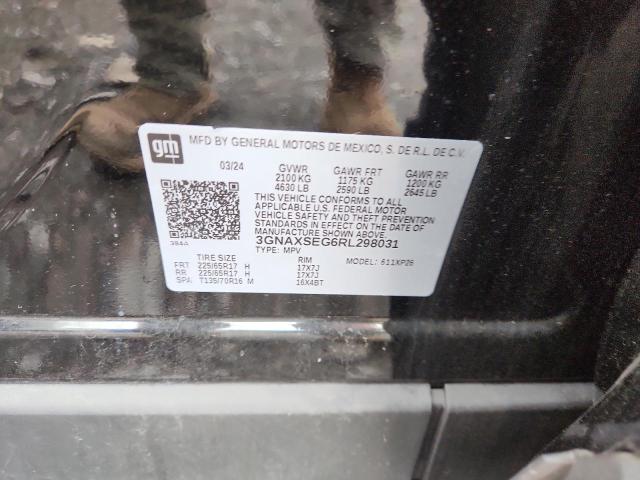 gm
MFD BY GENERAL MOTORS DE MEXICO, S. DE R.L. DE C.V.
03/24 GVWR GAWR FRT GAWR RR
2100 KG 1175 KG 1200 KG
4630 LB 2590 LB 2645 LB
THIS VEHICLE CONFORMS TO ALL
APPLICABLE U.S. FEDERAL MOTOR
VEHICLE SAFETY AND THEFT PREVENTION
STANDARDS IN EFFECT ON THE DATE OF
MANUFACTURE SHOWN ABOVE.
3GNAXSEG6RL298031
TYPE: MPV MODEL: 611XP26
TIRE SIZE RIM
FRT 225/65R17 H 17X7J
RR 225/65R17 H 17X7J
SPA: T135/70R16 M 16X4BT